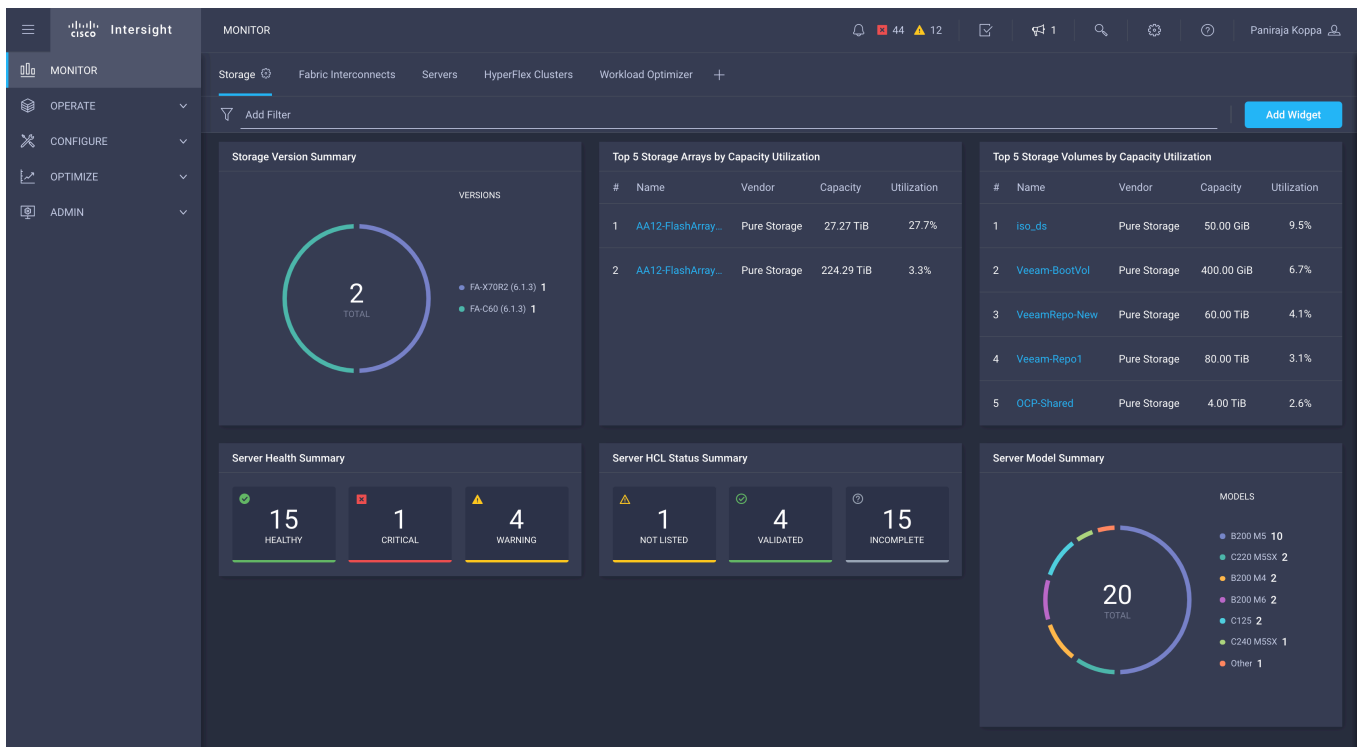 cisco Intersight
MONITOR
44 12
1
Paniraja Koppa
MONITOR
OPERATE
CONFIGURE
OPTIMIZE
ADMIN
Storage Fabric Interconnects Servers HyperFlex Clusters Workload Optimizer
Add Filter
Add Widget
Storage Version Summary
VERSIONS
2
TOTAL
FA-X70R2 (6.1.3) 1
FA-C60 (6.1.3) 1
Top 5 Storage Arrays by Capacity Utilization
# Name Vendor Capacity Utilization
1 AA12-FlashArray... Pure Storage 27.27 TiB 27.7%
2 AA12-FlashArray... Pure Storage 224.29 TiB 3.3%
Top 5 Storage Volumes by Capacity Utilization
# Name Vendor Capacity Utilization
1 iso_ds Pure Storage 50.00 GiB 9.5%
2 Veeam-BootVol Pure Storage 400.00 GiB 6.7%
3 VeeamRepo-New Pure Storage 60.00 TiB 4.1%
4 Veeam-Repo1 Pure Storage 80.00 TiB 3.1%
5 OCP-Shared Pure Storage 4.00 TiB 2.6%
Server Health Summary
15
HEALTHY
1
CRITICAL
4
WARNING
Server HCL Status Summary
1
NOT LISTED
4
VALIDATED
15
INCOMPLETE
Server Model Summary
MODELS
20
TOTAL
B200 M5 10
C220 M5SX 2
B200 M4 2
B200 M6 2
C125 2
C240 M5SX 1
Other 1